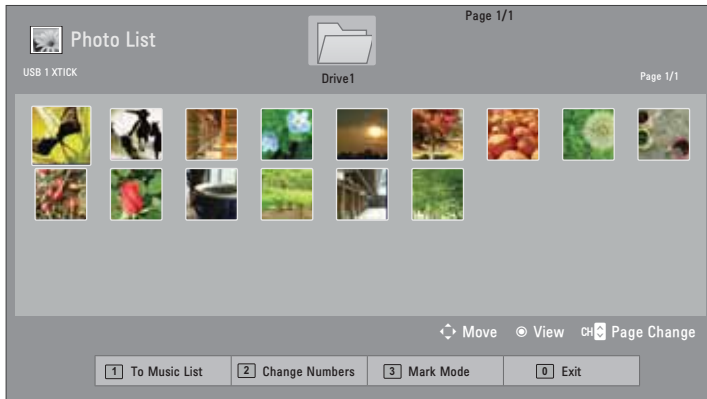 Page 1/1
Photo List
USB 1 XTICK
Drive1
Page 1/1
Move View CH Page Change
1 To Music List 2 Change Numbers 3 Mark Mode 0 Exit